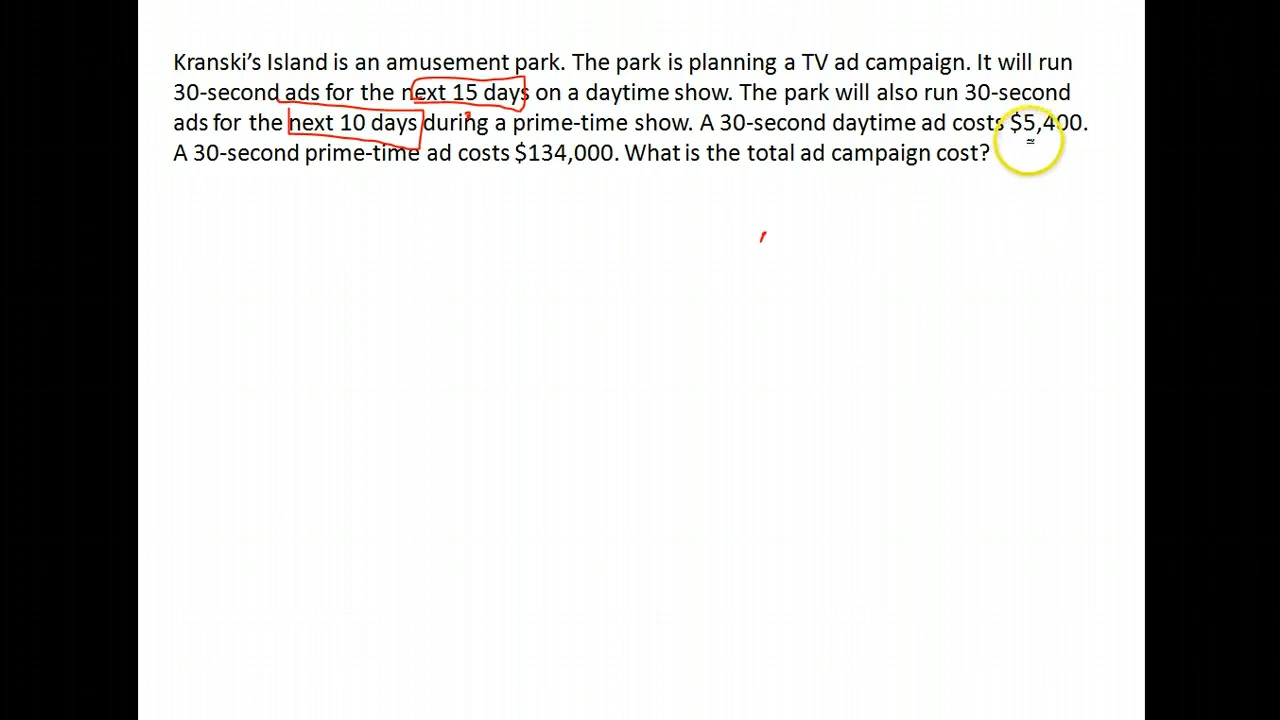 Kranski’s Island is an amusement park. The park is planning a TV ad campaign. It will run
30-second ads for the next 15 days on a daytime show. The park will also run 30-second
ads for the next 10 days during a prime-time show. A 30-second daytime ad costs $5,400.
A 30-second prime-time ad costs $134,000. What is the total ad campaign cost?